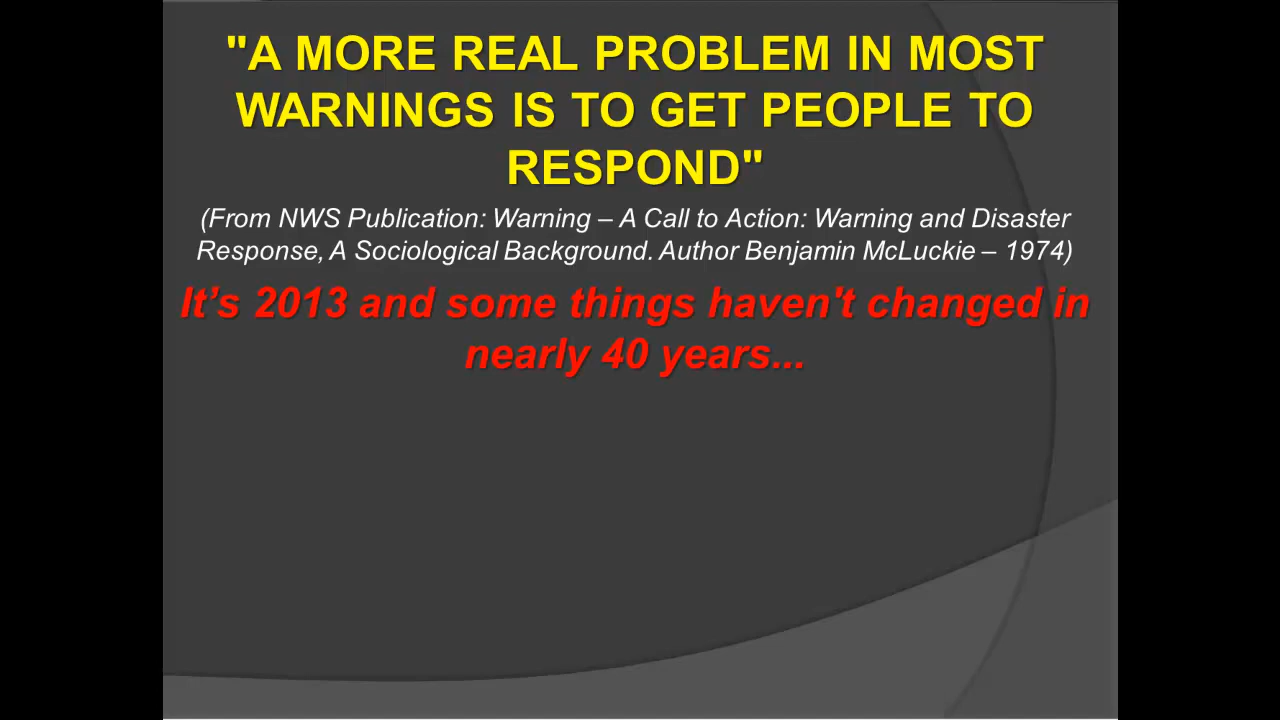 "A MORE REAL PROBLEM IN MOST
WARNINGS IS TO GET PEOPLE TO
RESPOND"
(From NWS Publication: Warning – A Call to Action: Warning and Disaster
Response, A Sociological Background. Author Benjamin McLuckie – 1974)
It’s 2013 and some things haven't changed in
nearly 40 years...